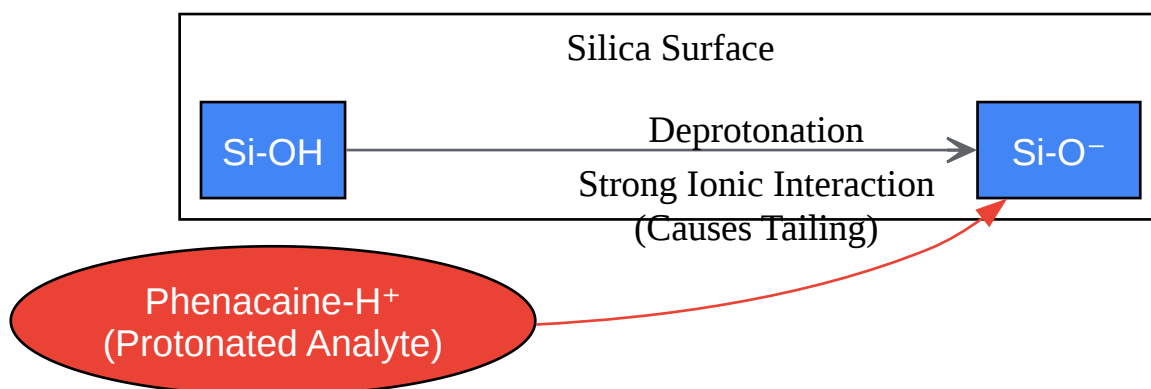 Silica Surface
Si-OH
Deprotonation
Si-O⁻
Strong Ionic Interaction
(Causes Tailing)
Phenacaine-H⁺
(Protonated Analyte)